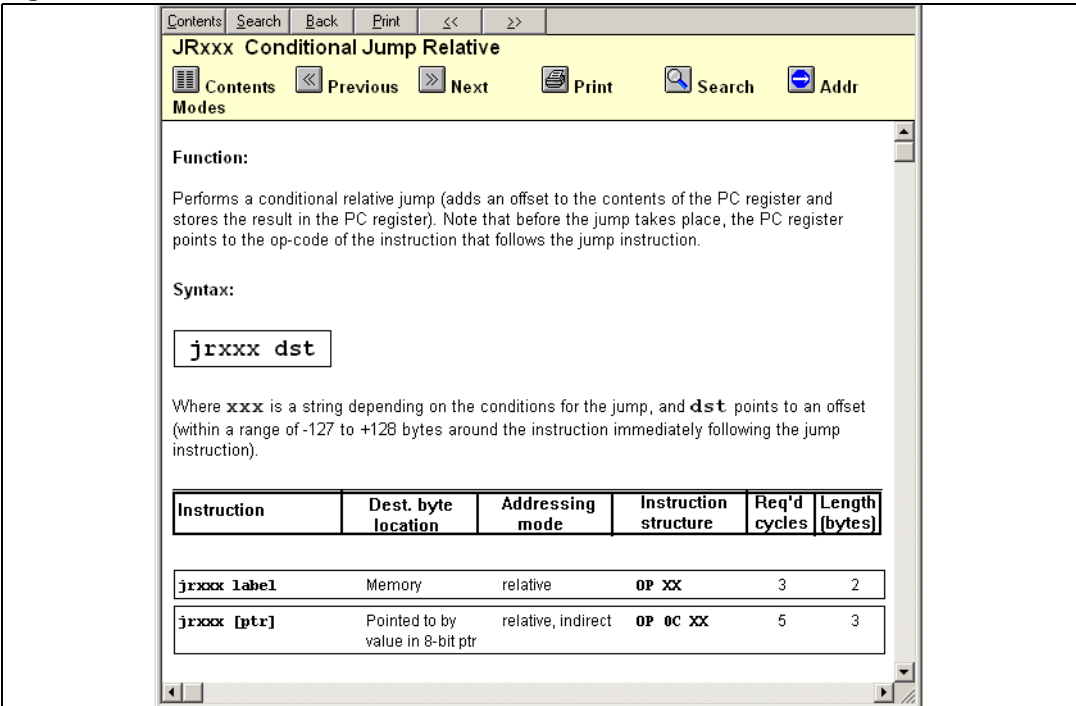 Contents Search Back Print << >>
JRxxx Conditional Jump Relative
Contents Previous Next Print Search Addr
Modes
Function:
Performs a conditional relative jump (adds an offset to the contents of the PC register and
stores the result in the PC register). Note that before the jump takes place, the PC register
points to the op-code of the instruction that follows the jump instruction.
Syntax:
jrxxx dst
Where xxx is a string depending on the conditions for the jump, and dst points to an offset
(within a range of -127 to +128 bytes around the instruction immediately following the jump
instruction).
Instruction Dest. byte Addressing Instruction Req'd Length
location mode structure cycles (bytes)
jrxxx label Memory relative OP XX 3 2
jrxxx [ptr] Pointed to by relative, indirect OP 0C XX 5 3
value in 8-bit ptr